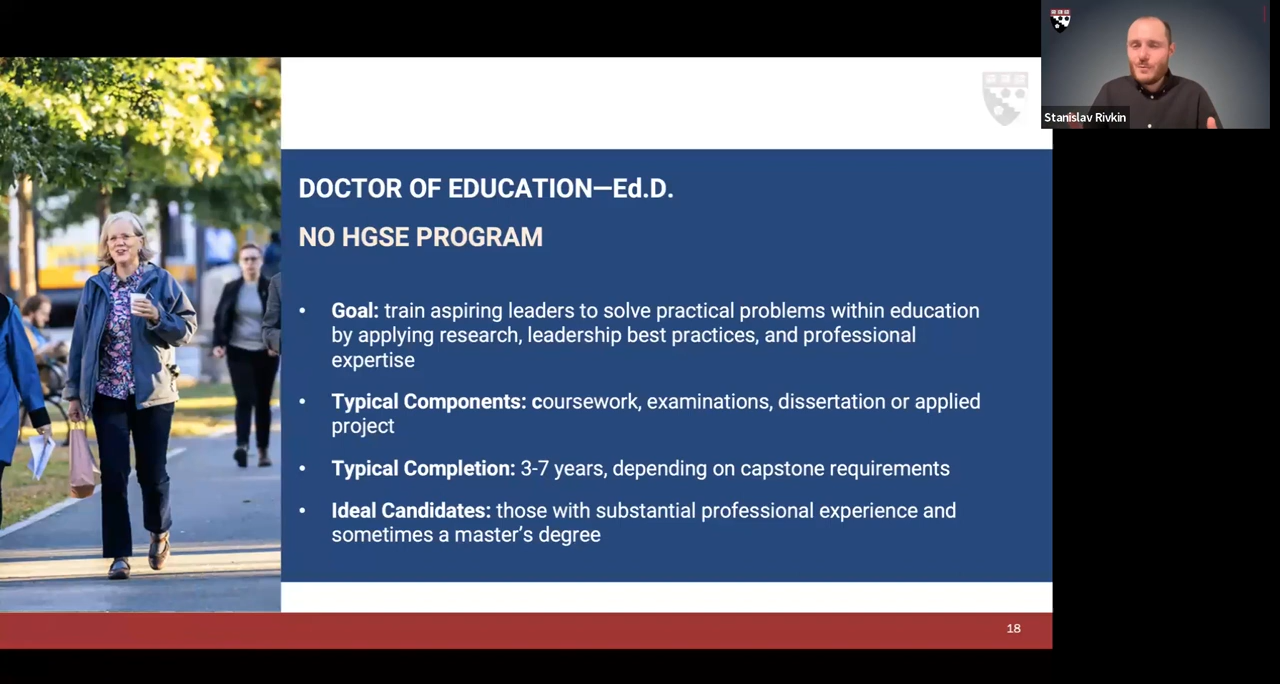 Stanislav Rivkin
DOCTOR OF EDUCATION—Ed.D.
NO HGSE PROGRAM
• Goal: train aspiring leaders to solve practical problems within education
by applying research, leadership best practices, and professional
expertise
• Typical Components: coursework, examinations, dissertation or applied
project
• Typical Completion: 3-7 years, depending on capstone requirements
• Ideal Candidates: those with substantial professional experience and
sometimes a master’s degree
18